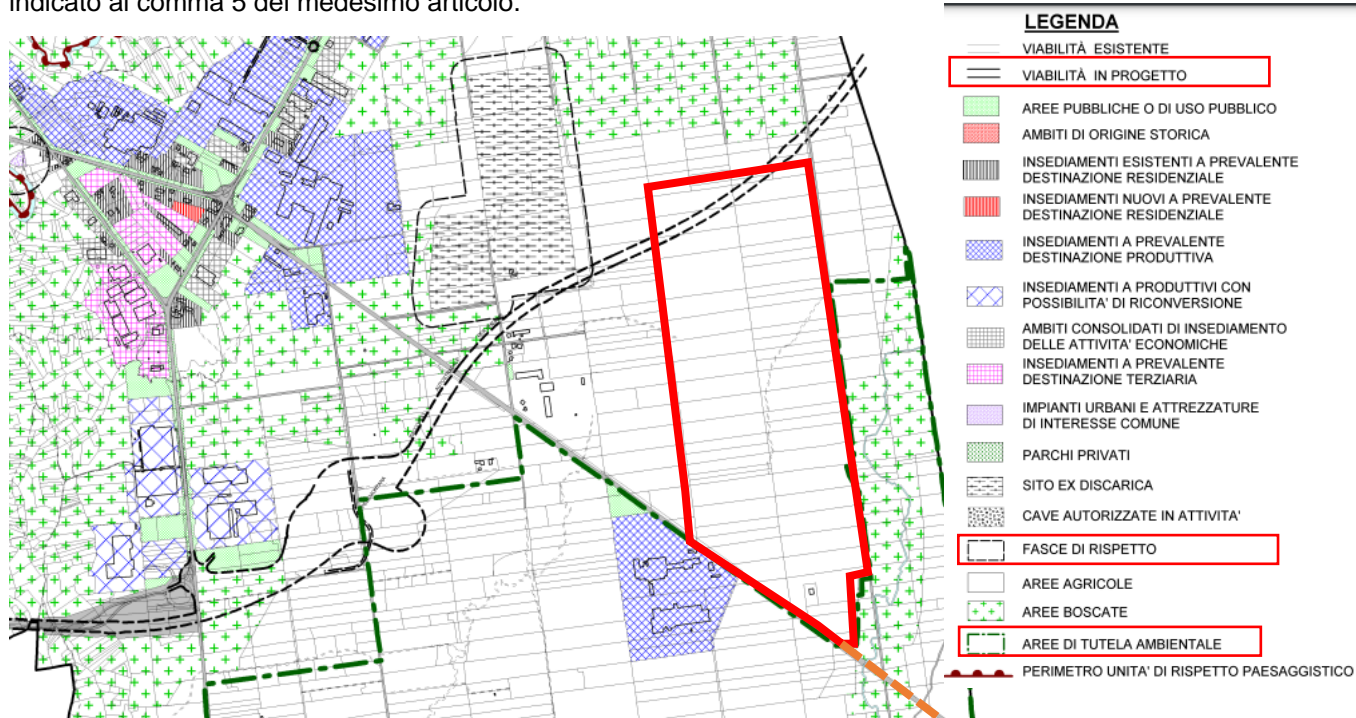 indicato al comma 5 del medesimo articolo.
LEGENDA
VIABILITÀ ESISTENTE
VIABILITÀ IN PROGETTO
AREE PUBBLICHE O DI USO PUBBLICO
AMBITI DI ORIGINE STORICA
INSEDIAMENTI ESISTENTI A PREVALENTE
DESTINAZIONE RESIDENZIALE
INSEDIAMENTI NUOVI A PREVALENTE
DESTINAZIONE RESIDENZIALE
INSEDIAMENTI A PREVALENTE
DESTINAZIONE PRODUTTIVA
INSEDIAMENTI A PRODUTTIVI CON
POSSIBILITA' DI RICONVERSIONE
AMBITI CONSOLIDATI DI INSEDIAMENTO
DELLE ATTIVITA' ECONOMICHE
INSEDIAMENTI A PREVALENTE
DESTINAZIONE TERZIARIA
IMPIANTI URBANI E ATTREZZATURE
DI INTERESSE COMUNE
PARCHI PRIVATI
SITO EX DISCARICA
CAVE AUTORIZZATE IN ATTIVITA'
FASCE DI RISPETTO
AREE AGRICOLE
AREE BOSCATE
AREE DI TUTELA AMBIENTALE
PERIMETRO UNITA' DI RISPETTO PAESAGGISTICO